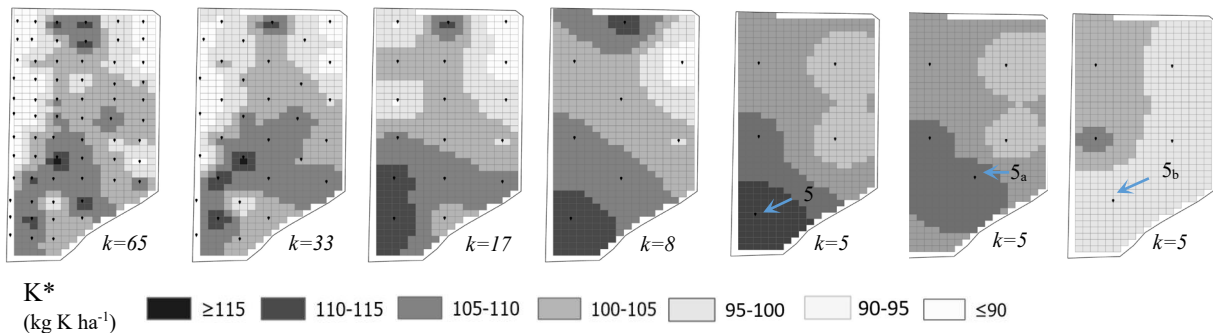 5
5a
5b
k=65
k=33
k=17
k=8
k=5
k=5
k=5
K*
(kg K ha-1)
≥115
110-115
105-110
100-105
95-100
90-95
≤90